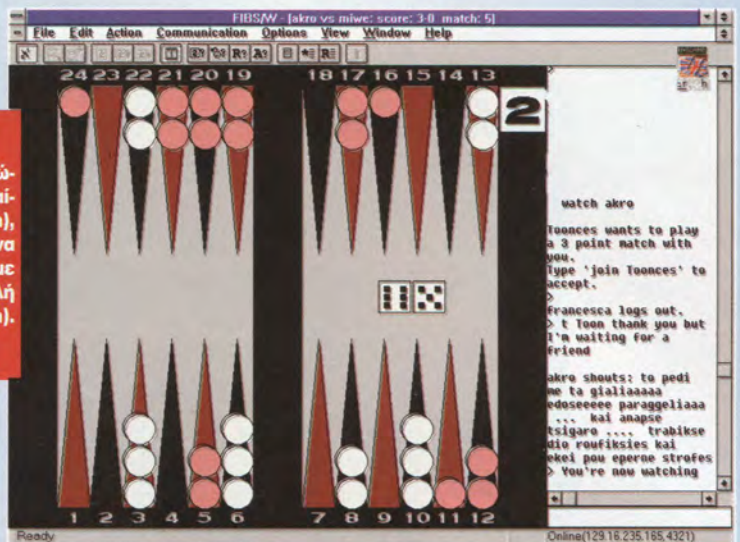 FIBS/W - [akro vs miwe: score: 3-0 match: 5]
File Edit Action Communication Options View Window Help
24 23 22 21 20 19 18 17 16 15 14 13
2
watch akro
Toonces wants to play
a 3 point match with
you.
Type 'join Toonces' to
accept.
>
francesca logs out.
> t Toon thank you but
I'm waiting for a
friend
akro shouts: to pedi
me ta gialiaaaaa
edoseeeee paraggeliaaa
... kai anapse
tsigaro .... trabikse
dio roufiksies kai
ekei pou eperne strofes
> You're now watching
1 2 3 4 5 6 7 8 9 10 11 12
Ready
Online(129.16.235.165,4321)
ώ-
αί-
),
να
με
λή
).